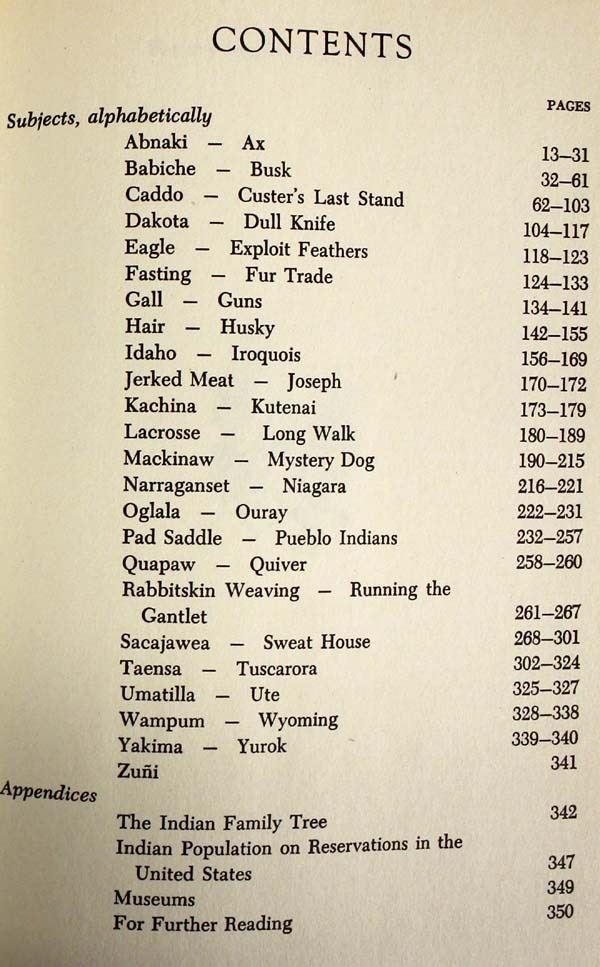 CONTENTS
Subjects, alphabetically PAGES
Abnaki — Ax 13–31
Babiche — Busk 32–61
Caddo — Custer's Last Stand 62–103
Dakota — Dull Knife 104–117
Eagle — Exploit Feathers 118–123
Fasting — Fur Trade 124–133
Gall — Guns 134–141
Hair — Husky 142–155
Idaho — Iroquois 156–169
Jerked Meat — Joseph 170–172
Kachina — Kutenai 173–179
Lacrosse — Long Walk 180–189
Mackinaw — Mystery Dog 190–215
Narraganset — Niagara 216–221
Oglala — Ouray 222–231
Pad Saddle — Pueblo Indians 232–257
Quapaw — Quiver 258–260
Rabbitskin Weaving — Running the
Gantlet 261–267
Sacajawea — Sweat House 268–301
Taensa — Tuscarora 302–324
Umatilla — Ute 325–327
Wampum — Wyoming 328–338
Yakima — Yurok 339–340
Zuñi 341
Appendices
The Indian Family Tree 342
Indian Population on Reservations in the
United States 347
Museums 349
For Further Reading 350